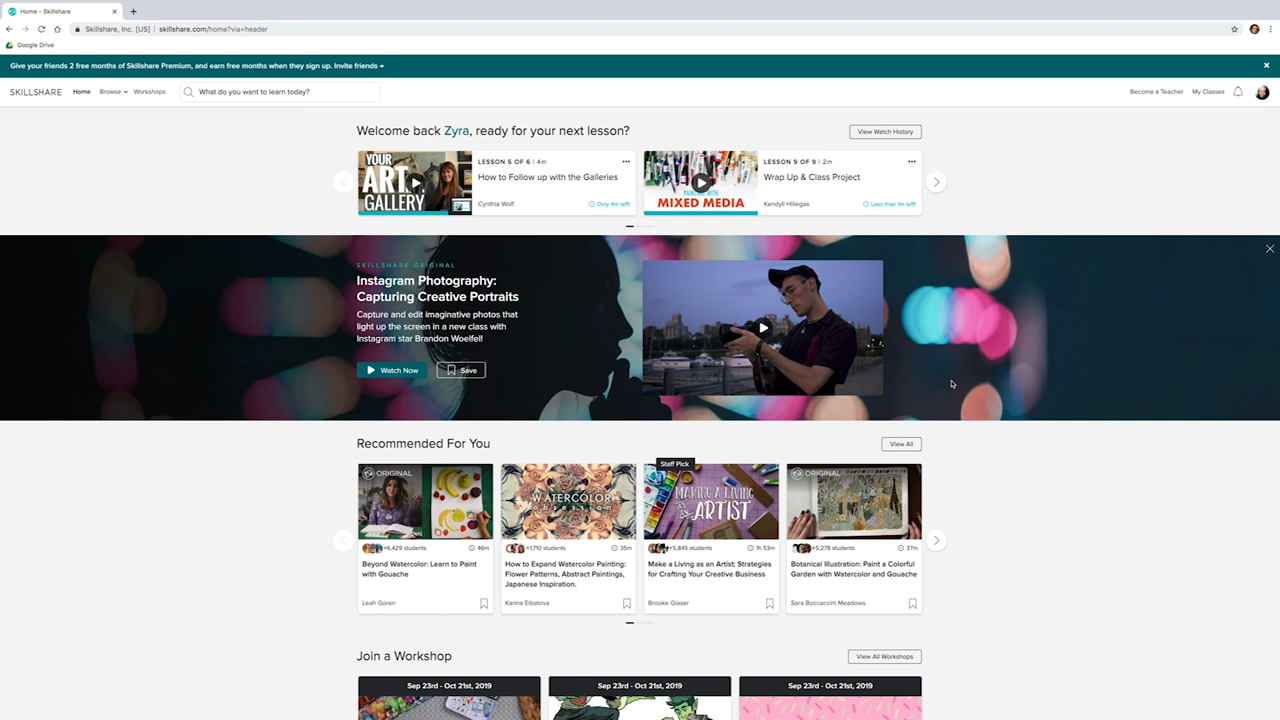 Home - Skillshare
Skillshare, Inc. [US] | skillshare.com/home?via=header
Google Drive
Give your friends 2 free months of Skillshare Premium, and earn free months when they sign up. Invite friends
SKILLSHARE Home Browse Workshops What do you want to learn today? Become a Teacher My Classes
Welcome back Zyra, ready for your next lesson? View Watch History
YOUR
ART
GALLERY
LESSON 5 OF 6 | 4m
How to Follow up with the Galleries
Cynthia Wolf Only 4m left!
PAINTING WITH
MIXED MEDIA
LESSON 9 OF 9 | 2m
Wrap Up & Class Project
Kendyll Hillegas Less than 1m left!
SKILLSHARE ORIGINAL
Instagram Photography:
Capturing Creative Portraits
Capture and edit imaginative photos that
light up the screen in a new class with
Instagram star Brandon Woelfel!
Watch Now Save
Recommended For You View All
ORIGINAL
+6,429 students 46m
Beyond Watercolor: Learn to Paint
with Gouache
Leah Goren
WATERCOLOR
obsession
+1,710 students 35m
How to Expand Watercolor Painting:
Flower Patterns, Abstract Paintings,
Japanese Inspiration.
Karina Eibatova
Staff Pick
MAKING A LIVING
AS AN
ARTIST
+5,845 students 1h 53m
Make a Living as an Artist: Strategies
for Crafting Your Creative Business
Brooke Glaser
ORIGINAL
+5,278 students 37m
Botanical Illustration: Paint a Colorful
Garden with Watercolor and Gouache
Sara Boccaccini Meadows
Join a Workshop View All Workshops
Sep 23rd - Oct 21st, 2019
Sep 23rd - Oct 21st, 2019
Sep 23rd - Oct 21st, 2019